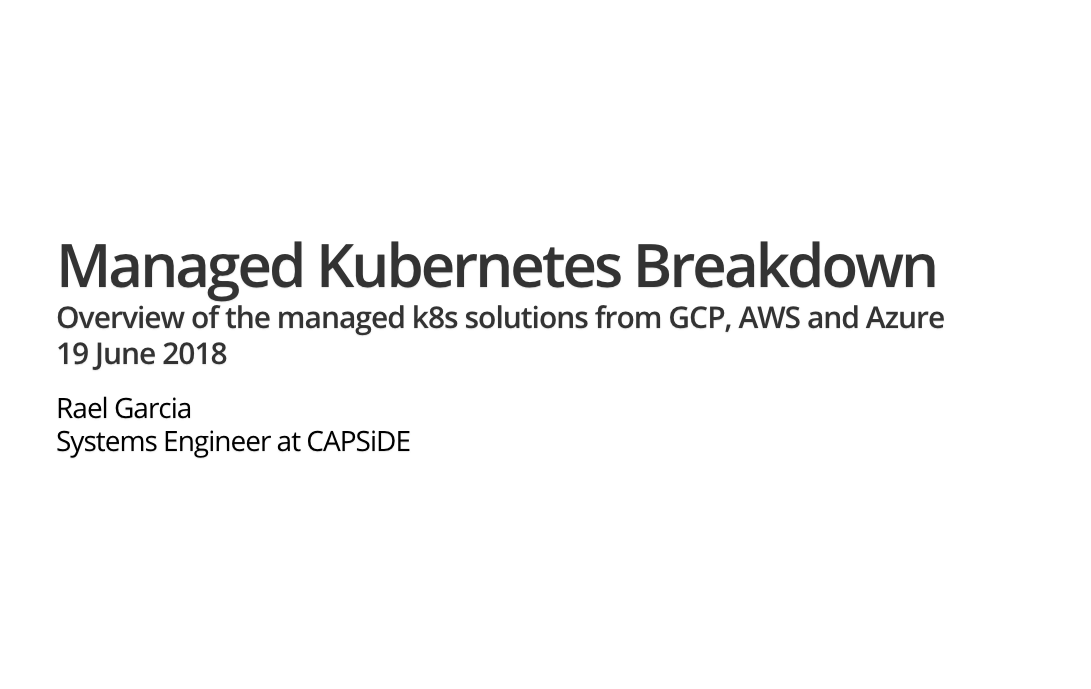 Managed Kubernetes Breakdown
Overview of the managed k8s solutions from GCP, AWS and Azure
19 June 2018
Rael Garcia
Systems Engineer at CAPSiDE